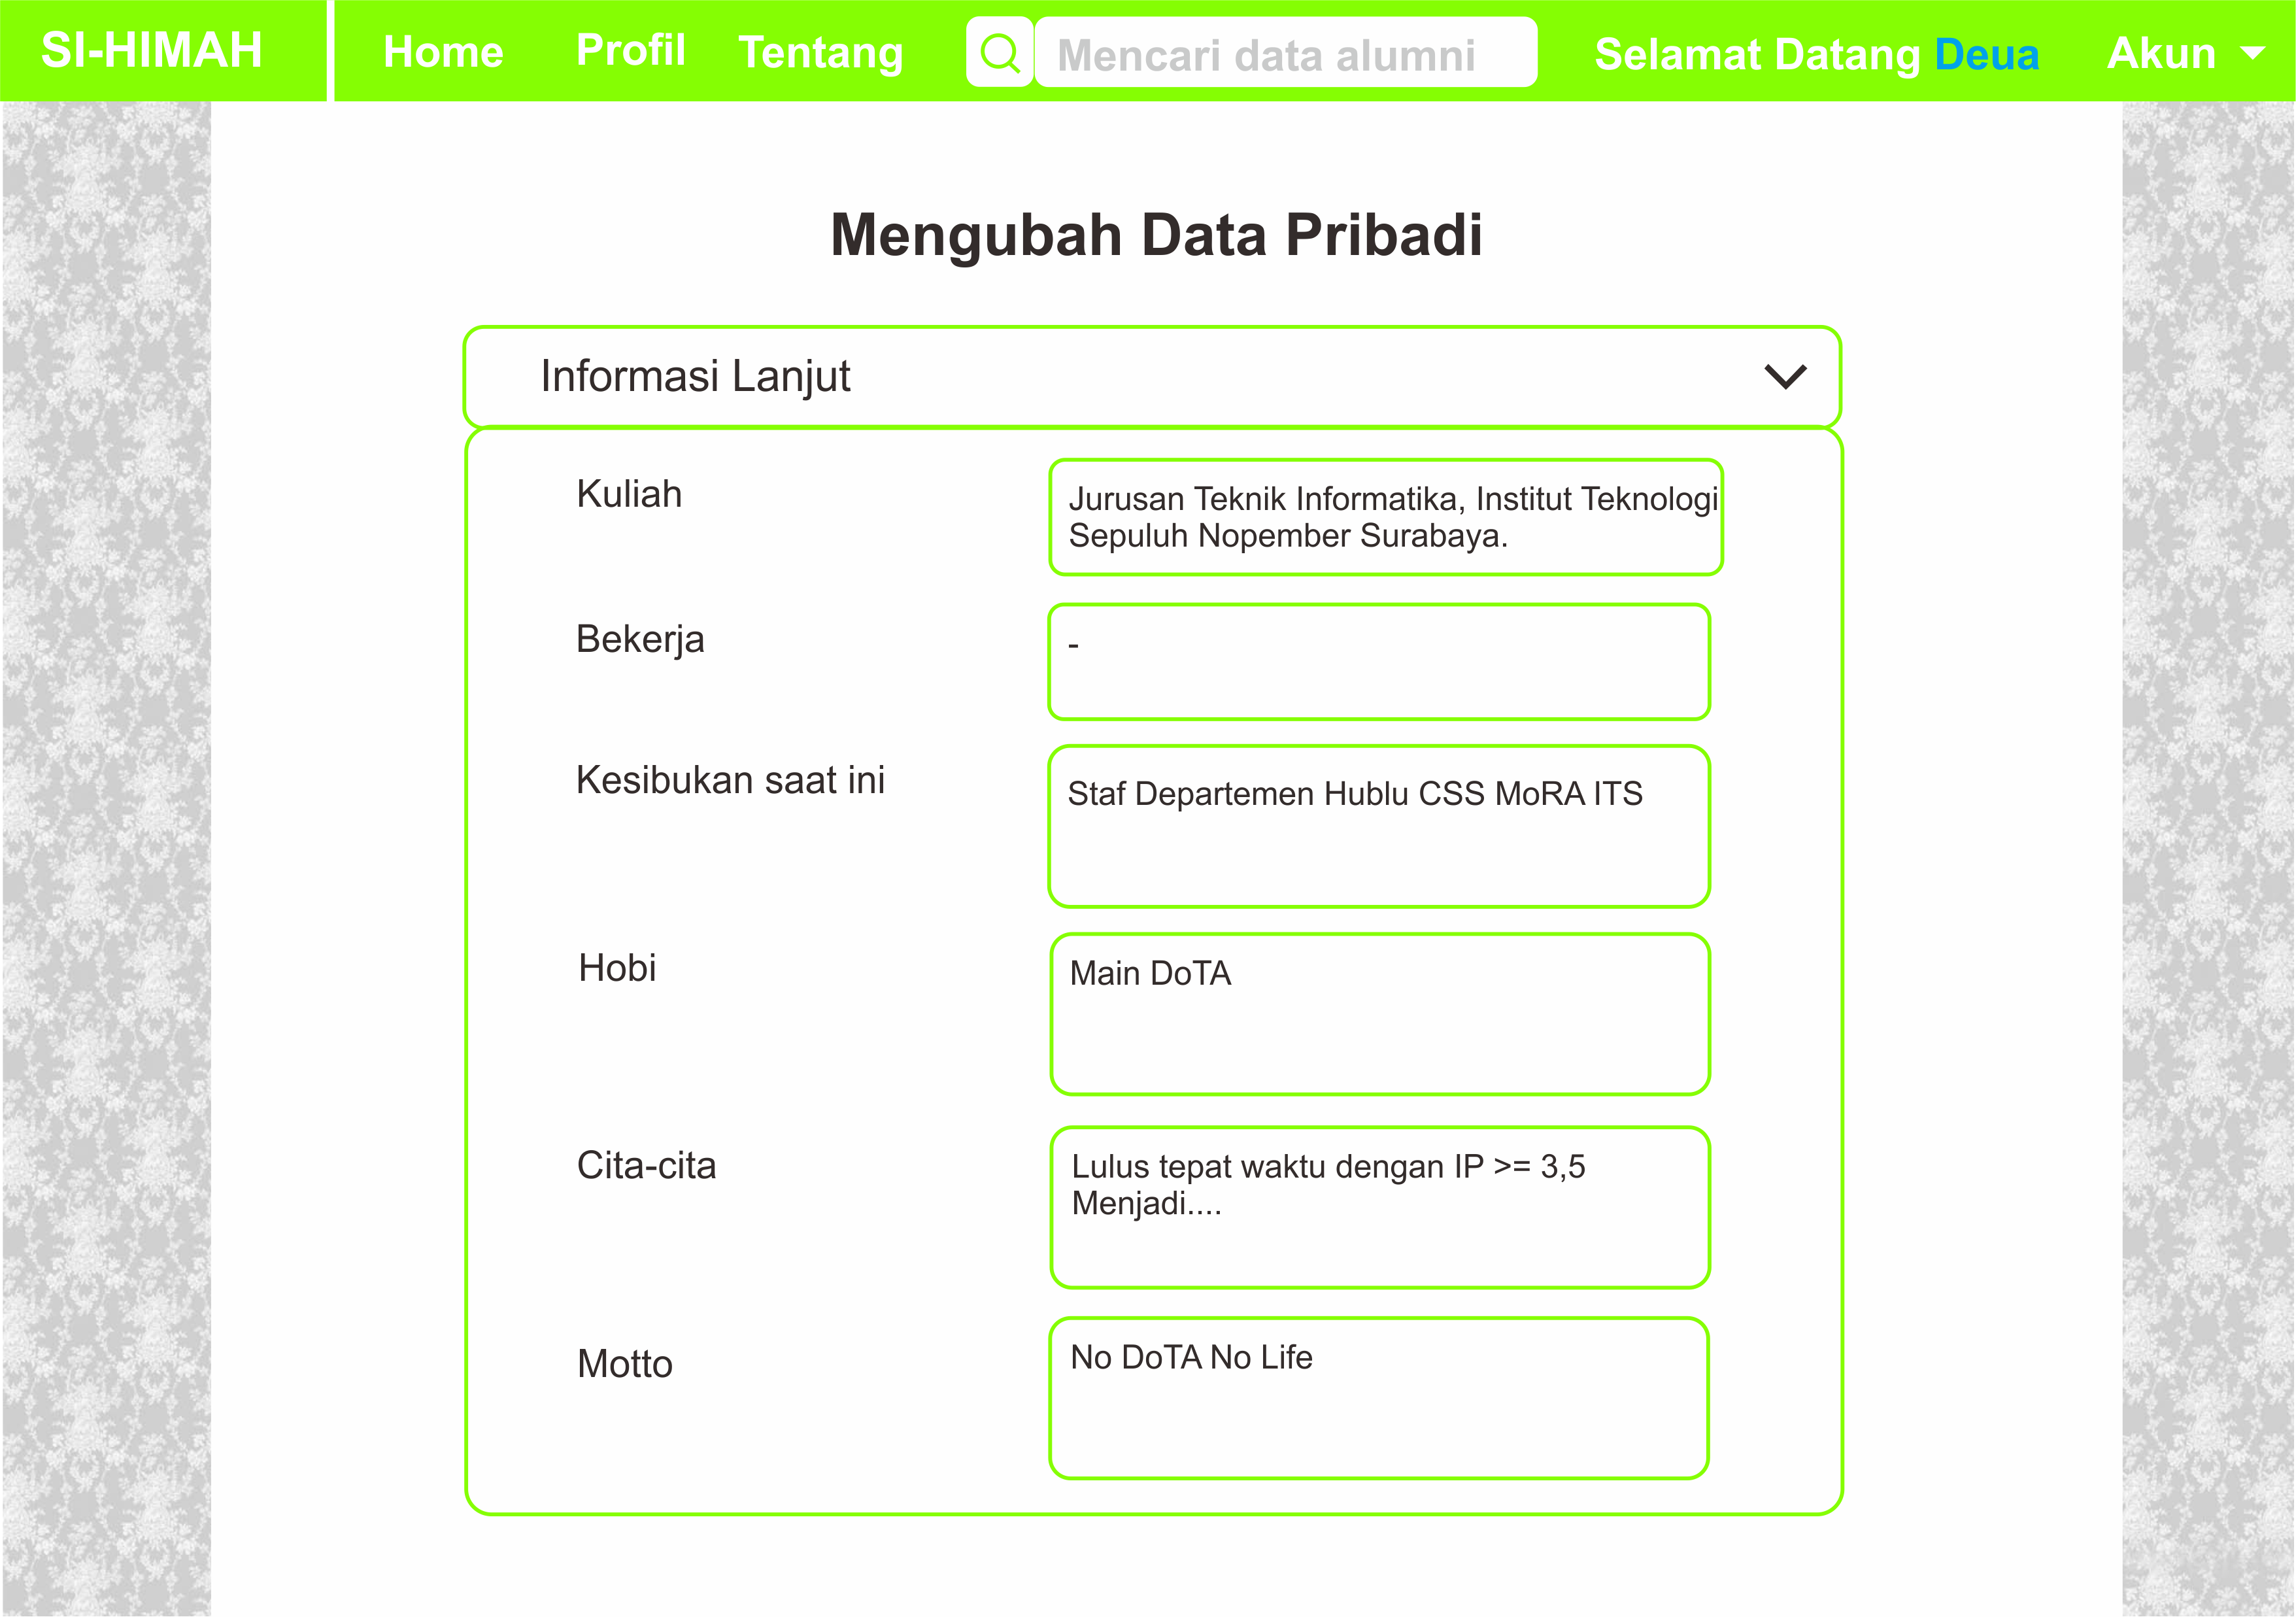 SI-HIMAH
Home
Profil
Tentang
Mencari data alumni
Selamat Datang Deua
Akun
Mengubah Data Pribadi
Informasi Lanjut
Kuliah
Jurusan Teknik Informatika, Institut Teknologi
Sepuluh Nopember Surabaya.
Bekerja
-
Kesibukan saat ini
Staf Departemen Hublu CSS MoRA ITS
Hobi
Main DoTA
Cita-cita
Lulus tepat waktu dengan IP >= 3,5
Menjadi....
Motto
No DoTA No Life